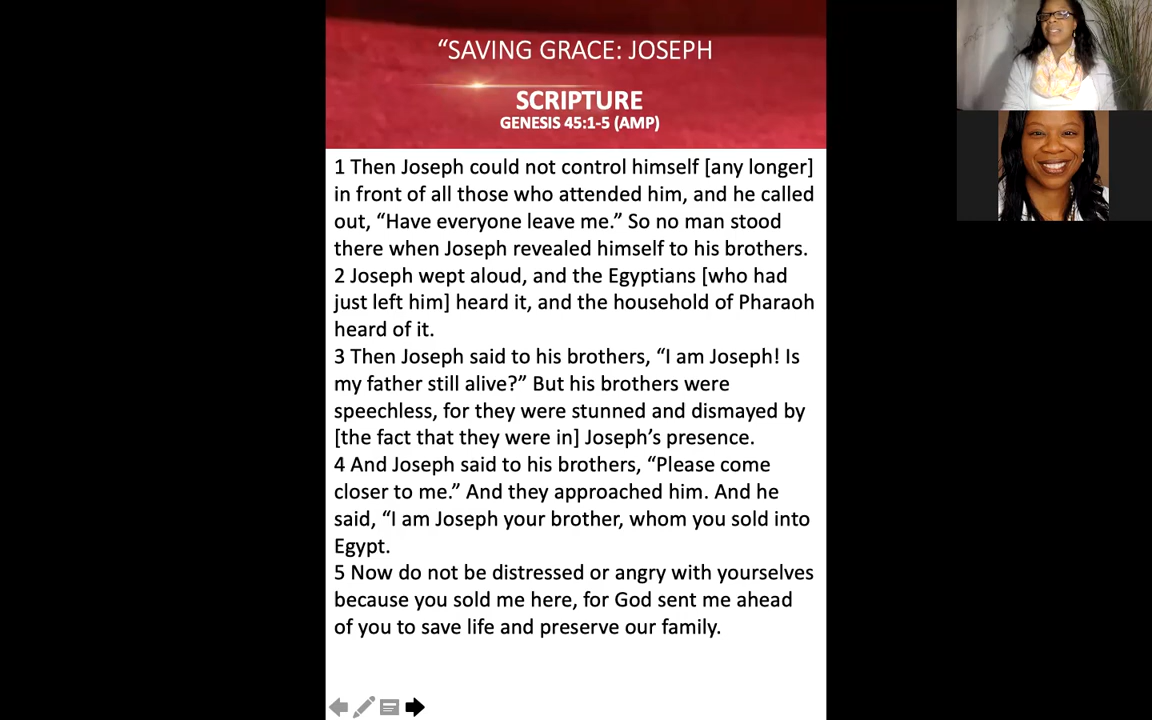 “SAVING GRACE: JOSEPH
SCRIPTURE
GENESIS 45:1-5 (AMP)
1 Then Joseph could not control himself [any longer]
in front of all those who attended him, and he called
out, “Have everyone leave me.” So no man stood
there when Joseph revealed himself to his brothers.
2 Joseph wept aloud, and the Egyptians [who had
just left him] heard it, and the household of Pharaoh
heard of it.
3 Then Joseph said to his brothers, “I am Joseph! Is
my father still alive?” But his brothers were
speechless, for they were stunned and dismayed by
[the fact that they were in] Joseph’s presence.
4 And Joseph said to his brothers, “Please come
closer to me.” And they approached him. And he
said, “I am Joseph your brother, whom you sold into
Egypt.
5 Now do not be distressed or angry with yourselves
because you sold me here, for God sent me ahead
of you to save life and preserve our family.